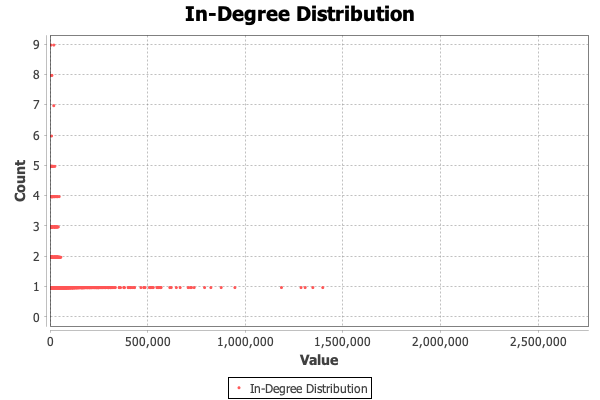 In-Degree Distribution
9
8
7
6
5
4
3
2
1
0
Count
0 500,000 1,000,000 1,500,000 2,000,000 2,500,000
Value
In-Degree Distribution